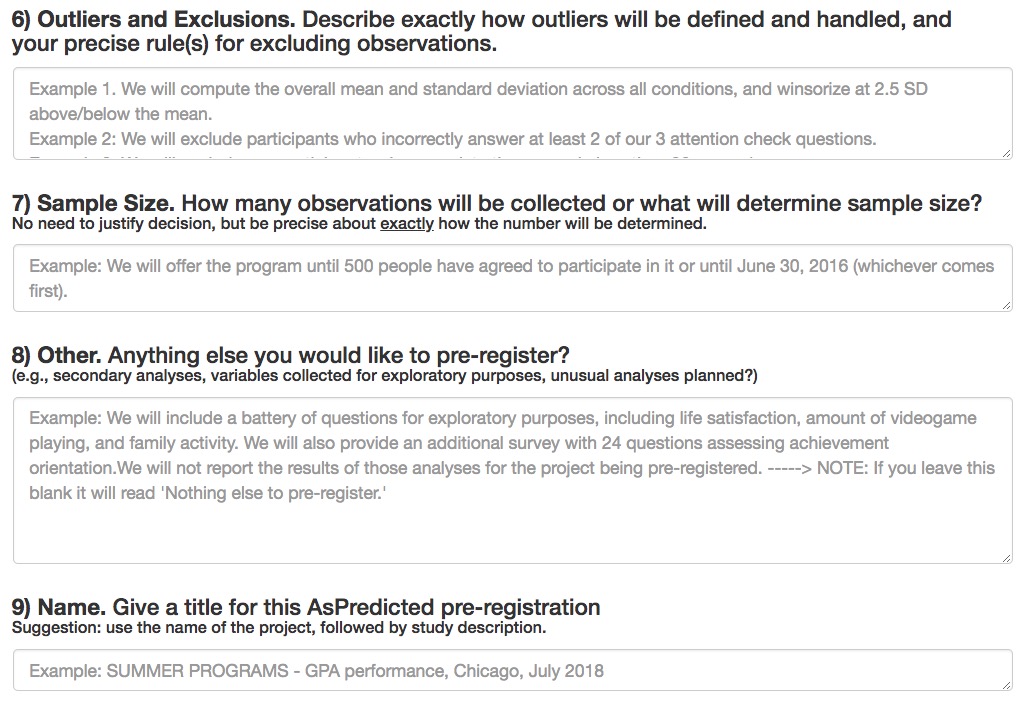 6) Outliers and Exclusions. Describe exactly how outliers will be defined and handled, and
your precise rule(s) for excluding observations.
Example 1. We will compute the overall mean and standard deviation across all conditions, and winsorize at 2.5 SD
above/below the mean.
Example 2: We will exclude participants who incorrectly answer at least 2 of our 3 attention check questions.
7) Sample Size. How many observations will be collected or what will determine sample size?
No need to justify decision, but be precise about exactly how the number will be determined.
Example: We will offer the program until 500 people have agreed to participate in it or until June 30, 2016 (whichever comes
first).
8) Other. Anything else you would like to pre-register?
(e.g., secondary analyses, variables collected for exploratory purposes, unusual analyses planned?)
Example: We will include a battery of questions for exploratory purposes, including life satisfaction, amount of videogame
playing, and family activity. We will also provide an additional survey with 24 questions assessing achievement
orientation.We will not report the results of those analyses for the project being pre-registered. -----> NOTE: If you leave this
blank it will read 'Nothing else to pre-register.'
9) Name. Give a title for this AsPredicted pre-registration
Suggestion: use the name of the project, followed by study description.
Example: SUMMER PROGRAMS - GPA performance, Chicago, July 2018